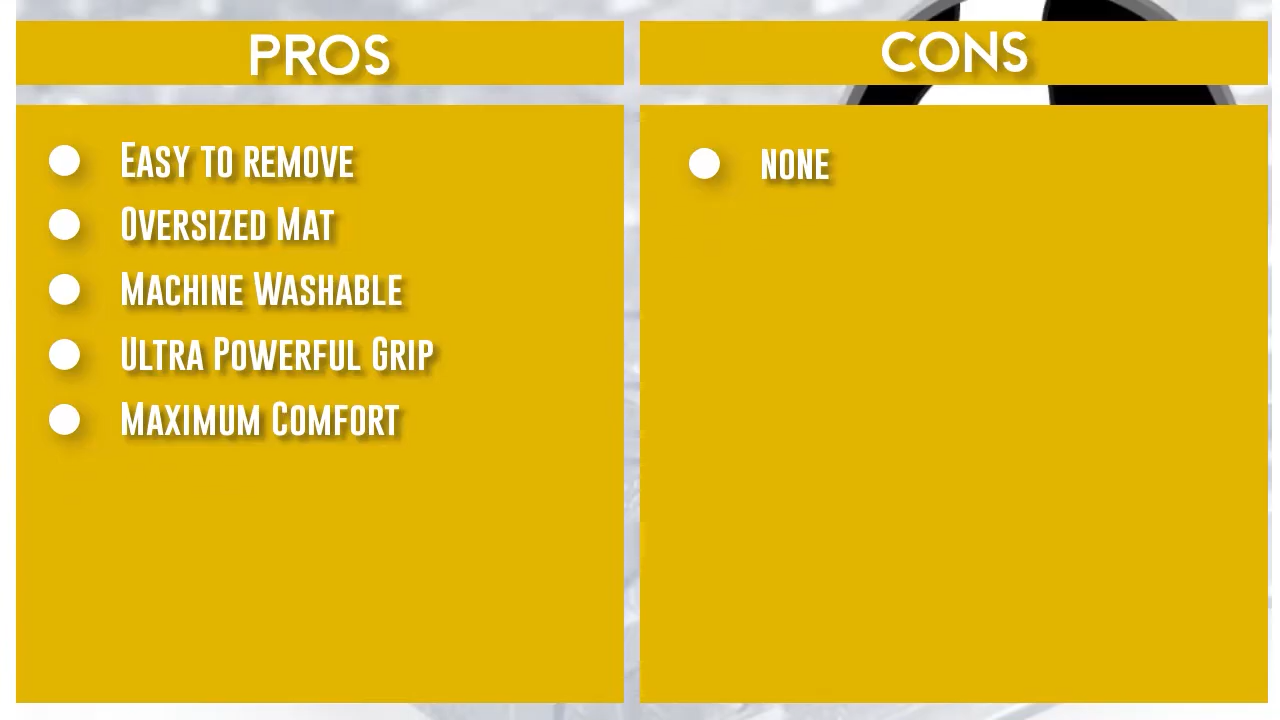 PROS
EASY TO REMOVE
OVERSIZED MAT
MACHINE WASHABLE
ULTRA POWERFUL GRIP
MAXIMUM COMFORT
CONS
NONE